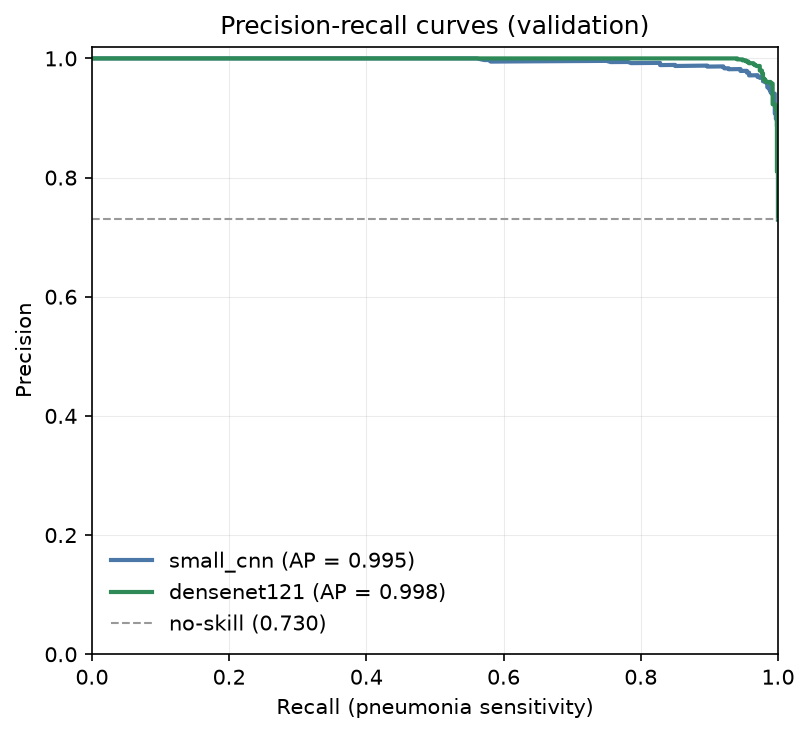 Precision-recall curves (validation)
1.0
0.8
0.6
0.4
0.2
0.0
Precision
small_cnn (AP = 0.995)
densenet121 (AP = 0.998)
no-skill (0.730)
0.0 0.2 0.4 0.6 0.8 1.0
Recall (pneumonia sensitivity)